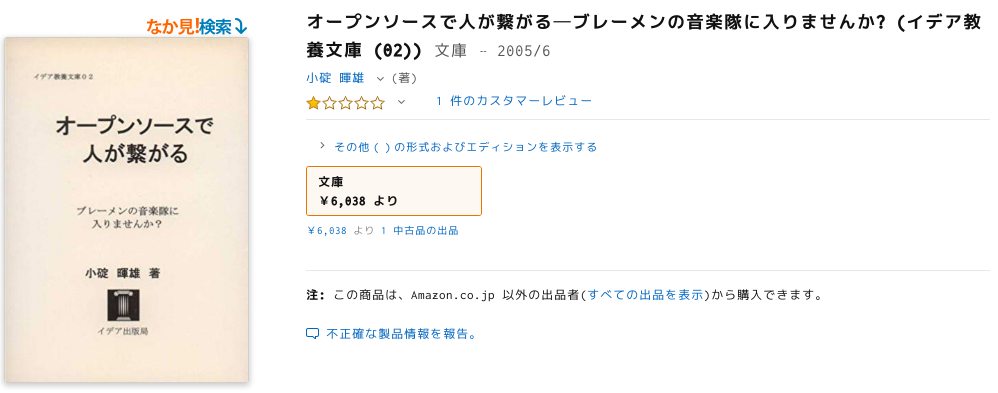 なか見!検索
イデア教養文庫02
オープンソースで
人が繋がる
ブレーメンの音楽隊に
入りませんか?
小碇 暉雄 著
イデア出版局
オープンソースで人が繋がる―ブレーメンの音楽隊に入りませんか? (イデア教
養文庫 (02)) 文庫 – 2005/6
小碇 暉雄 (著)
1 件のカスタマーレビュー
その他 ( ) の形式およびエディションを表示する
文庫
¥6,038 より
¥6,038 より 1 中古品の出品
注: この商品は、Amazon.co.jp 以外の出品者(すべての出品を表示)から購入できます。
不正確な製品情報を報告。